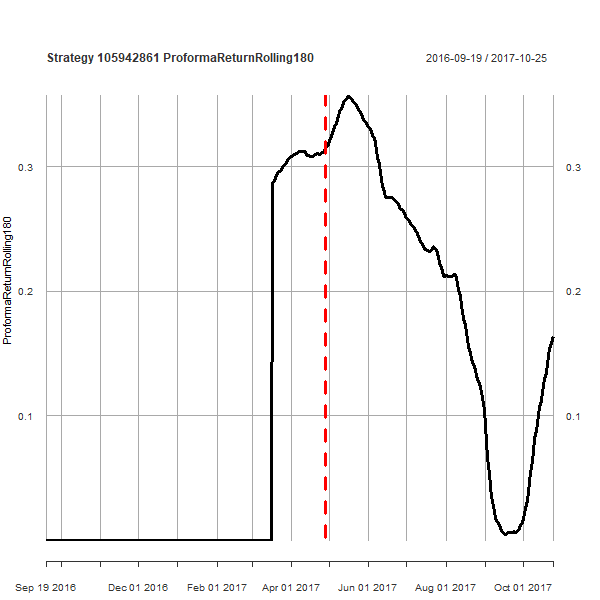 Strategy 105942861 ProformaReturnRolling180
2016-09-19 / 2017-10-25
ProformaReturnRolling180
0.3
0.3
0.2
0.2
0.1
0.1
Sep 19 2016
Dec 01 2016
Feb 01 2017
Apr 01 2017
Jun 01 2017
Aug 01 2017
Oct 01 2017